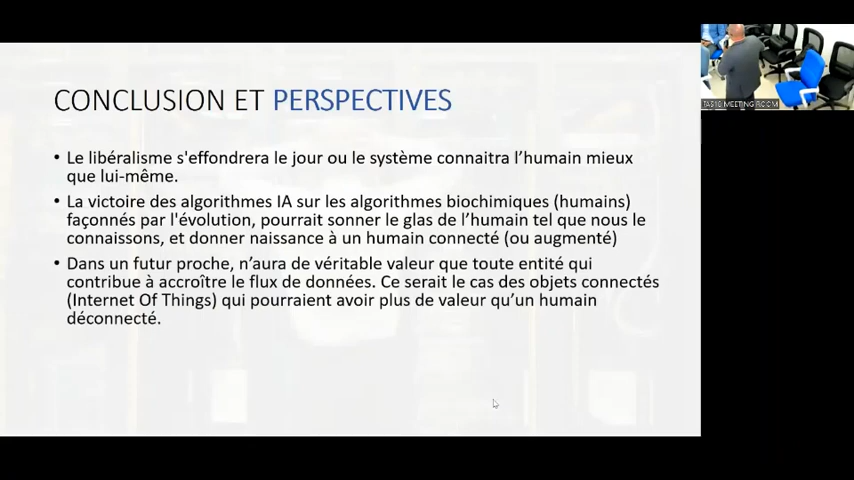 CONCLUSION ET PERSPECTIVES
• Le libéralisme s'effondrera le jour ou le système connaitra l'humain mieux
que lui-même.
• La victoire des algorithmes IA sur les algorithmes biochimiques (humains)
façonnés par l'évolution, pourrait sonner le glas de l'humain tel que nous le
connaissons, et donner naissance à un humain connecté (ou augmenté)
• Dans un futur proche, n'aura de véritable valeur que toute entité qui
contribue à accroître le flux de données. Ce serait le cas des objets connectés
(Internet Of Things) qui pourraient avoir plus de valeur qu'un humain
déconnecté.
MEETING ROOM